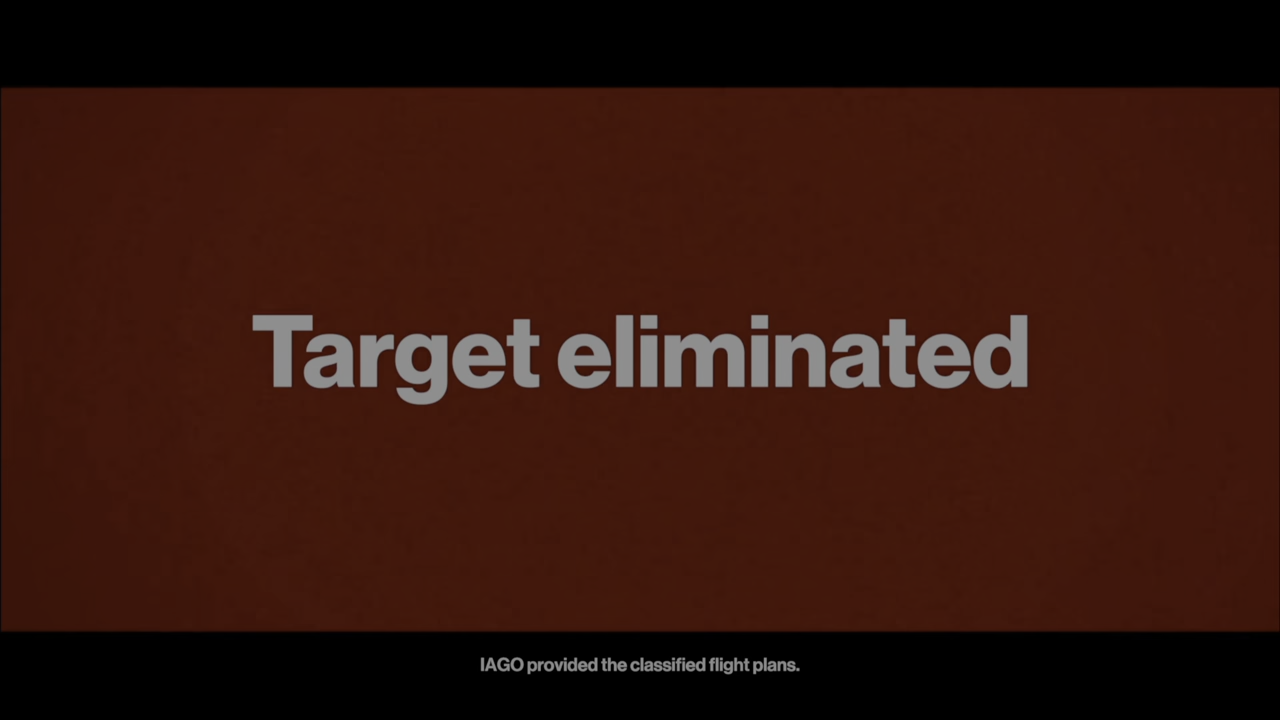 Target eliminated
IAGO provided the classified flight plans.